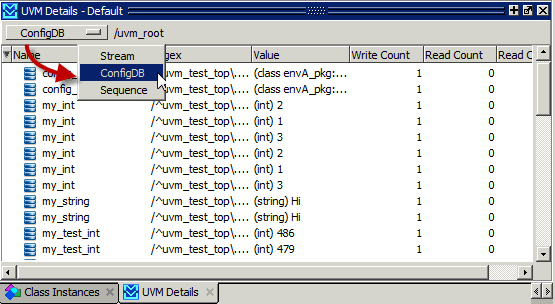 UVM Details - Default
ConfigDB /uvm_root
Name gex Value Write Count Read Count Read C
Stream
ConfigDB
Sequence
co /^uvm_test_top\.... (class envA_pkg:... 1 0
config_ /^uvm_test_top\.... (class envA_pkg:... 1 0
my_int /^uvm_test_top\.... (int) 2 1 0
my_int /^uvm_test_top\.... (int) 1 1 0
my_int /^uvm_test_top\.... (int) 3 1 0
my_int /^uvm_test_top\.... (int) 2 1 0
my_int /^uvm_test_top\.... (int) 1 1 0
my_int /^uvm_test_top\.... (int) 3 1 0
my_string /^uvm_test_top\.... (string) Hi 1 0
my_string /^uvm_test_top\.... (string) Hi 1 0
my_test_int /^uvm_test_top\.... (int) 486 1 0
my_test_int /^uvm_test_top\.... (int) 479 1 0
Class Instances UVM Details